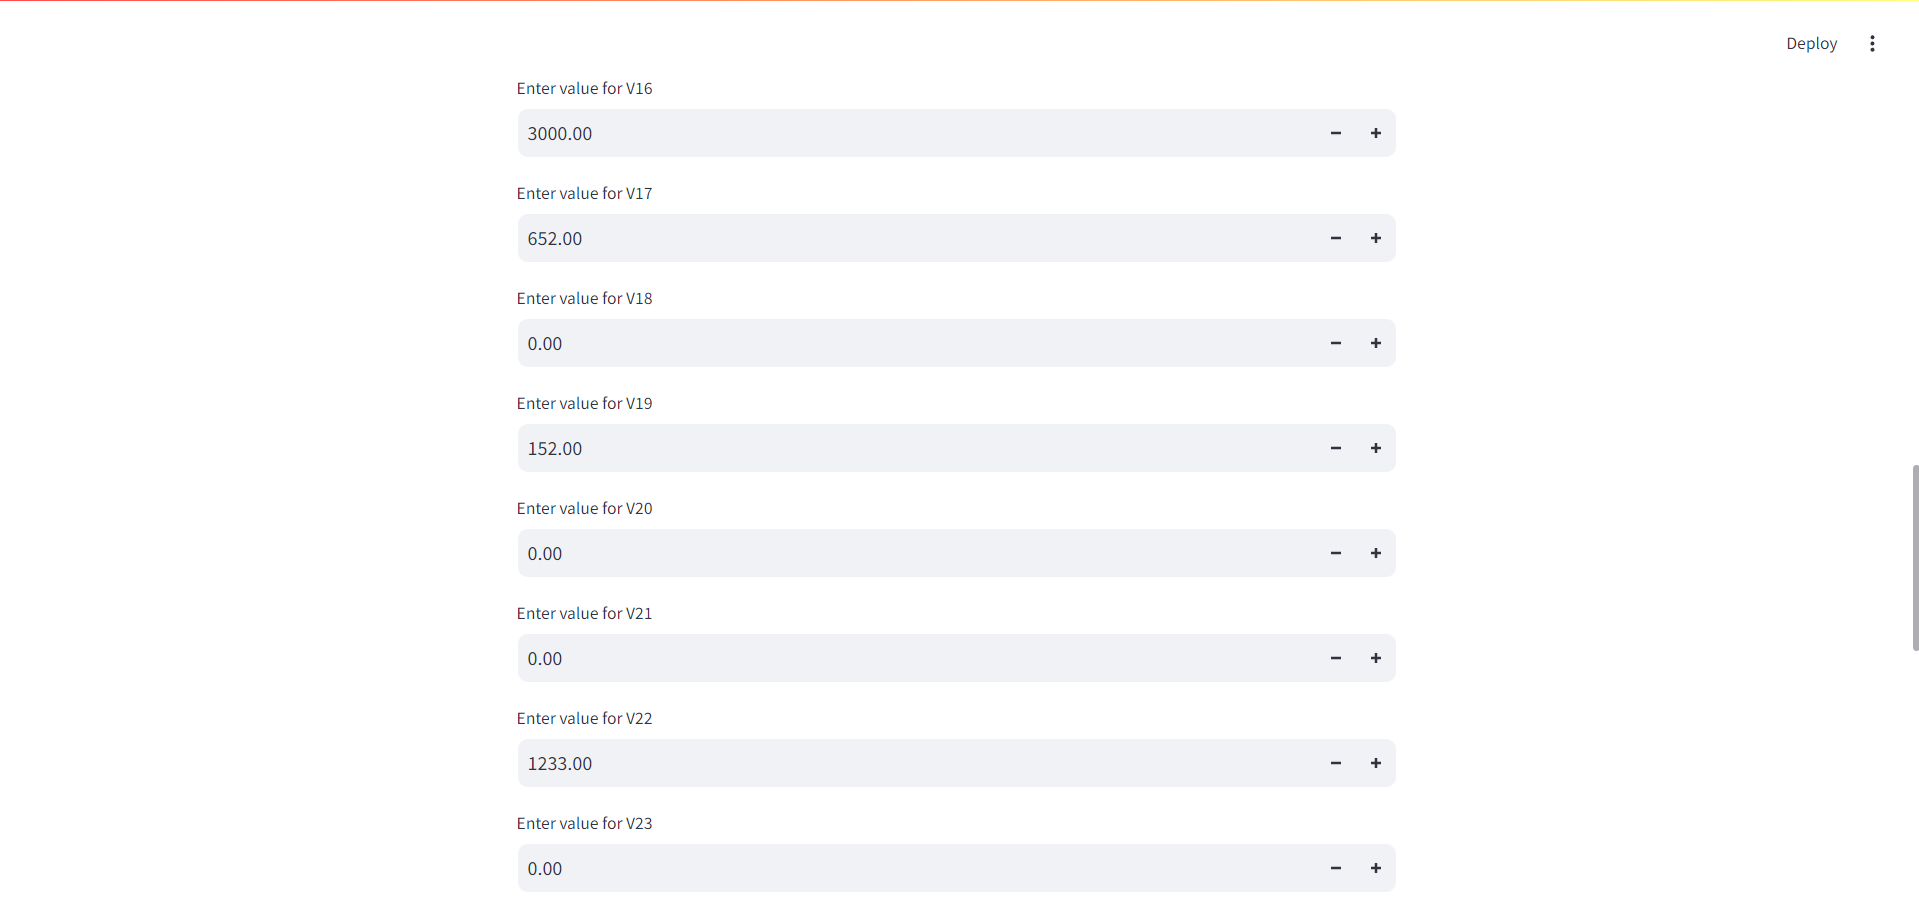 Deploy
Enter value for V16
3000.00
Enter value for V17
652.00
Enter value for V18
0.00
Enter value for V19
152.00
Enter value for V20
0.00
Enter value for V21
0.00
Enter value for V22
1233.00
Enter value for V23
0.00